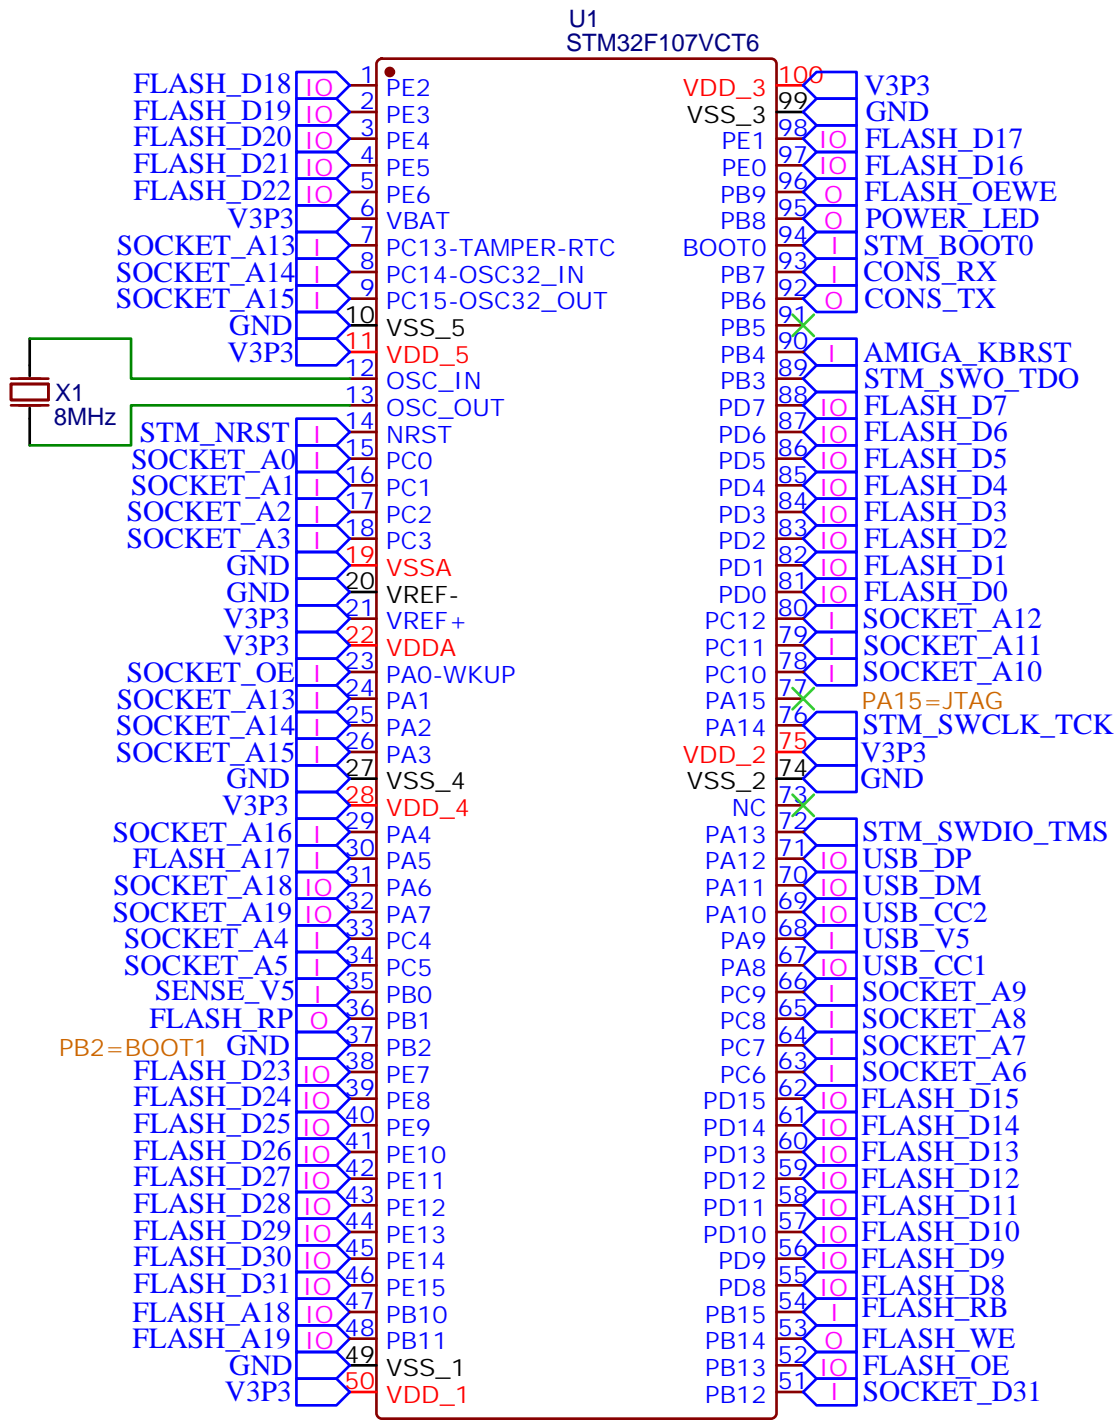 U1
STM32F107VCT6
FLASH_D18 IO 1 PE2
FLASH_D19 IO 2 PE3
FLASH_D20 IO 3 PE4
FLASH_D21 IO 4 PE5
FLASH_D22 IO 5 PE6
V3P3 6 VBAT
SOCKET_A13 I 7 PC13-TAMPER-RTC
SOCKET_A14 I 8 PC14-OSC32_IN
SOCKET_A15 I 9 PC15-OSC32_OUT
GND 10 VSS_5
V3P3 11 VDD_5
12 OSC_IN
13 OSC_OUT
X1
8MHz
STM_NRST I 14 NRST
SOCKET_A0 I 15 PC0
SOCKET_A1 I 16 PC1
SOCKET_A2 I 17 PC2
SOCKET_A3 I 18 PC3
GND 19 VSSA
GND 20 VREF-
V3P3 21 VREF+
V3P3 22 VDDA
SOCKET_OE I 23 PA0-WKUP
SOCKET_A13 I 24 PA1
SOCKET_A14 I 25 PA2
SOCKET_A15 I 26 PA3
GND 27 VSS_4
V3P3 28 VDD_4
SOCKET_A16 I 29 PA4
FLASH_A17 I 30 PA5
SOCKET_A18 IO 31 PA6
SOCKET_A19 IO 32 PA7
SOCKET_A4 I 33 PC4
SOCKET_A5 I 34 PC5
SENSE_V5 I 35 PB0
FLASH_RP O 36 PB1
PB2=BOOT1 GND 37 PB2
FLASH_D23 IO 38 PE7
FLASH_D24 IO 39 PE8
FLASH_D25 IO 40 PE9
FLASH_D26 IO 41 PE10
FLASH_D27 IO 42 PE11
FLASH_D28 IO 43 PE12
FLASH_D29 IO 44 PE13
FLASH_D30 IO 45 PE14
FLASH_D31 IO 46 PE15
FLASH_A18 IO 47 PB10
FLASH_A19 IO 48 PB11
GND 49 VSS_1
V3P3 50 VDD_1
VDD_3 100 V3P3
VSS_3 99 GND
PE1 98 IO FLASH_D17
PE0 97 IO FLASH_D16
PB9 96 O FLASH_OEWE
PB8 95 O POWER_LED
BOOT0 94 I STM_BOOT0
PB7 93 I CONS_RX
PB6 92 O CONS_TX
PB5 91
PB4 90 I AMIGA_KBRST
PB3 89 STM_SWO_TDO
PD7 88 IO FLASH_D7
PD6 87 IO FLASH_D6
PD5 86 IO FLASH_D5
PD4 85 IO FLASH_D4
PD3 84 IO FLASH_D3
PD2 83 IO FLASH_D2
PD1 82 IO FLASH_D1
PD0 81 IO FLASH_D0
PC12 80 I SOCKET_A12
PC11 79 I SOCKET_A11
PC10 78 I SOCKET_A10
PA15 77 PA15=JTAG
PA14 76 STM_SWCLK_TCK
VDD_2 75 V3P3
VSS_2 74 GND
NC 73
PA13 72 STM_SWDIO_TMS
PA12 71 IO USB_DP
PA11 70 IO USB_DM
PA10 69 IO USB_CC2
PA9 68 I USB_V5
PA8 67 IO USB_CC1
PC9 66 I SOCKET_A9
PC8 65 I SOCKET_A8
PC7 64 I SOCKET_A7
PC6 63 I SOCKET_A6
PD15 62 IO FLASH_D15
PD14 61 IO FLASH_D14
PD13 60 IO FLASH_D13
PD12 59 IO FLASH_D12
PD11 58 IO FLASH_D11
PD10 57 IO FLASH_D10
PD9 56 IO FLASH_D9
PD8 55 IO FLASH_D8
PB15 54 I FLASH_RB
PB14 53 O FLASH_WE
PB13 52 IO FLASH_OE
PB12 51 I SOCKET_D31